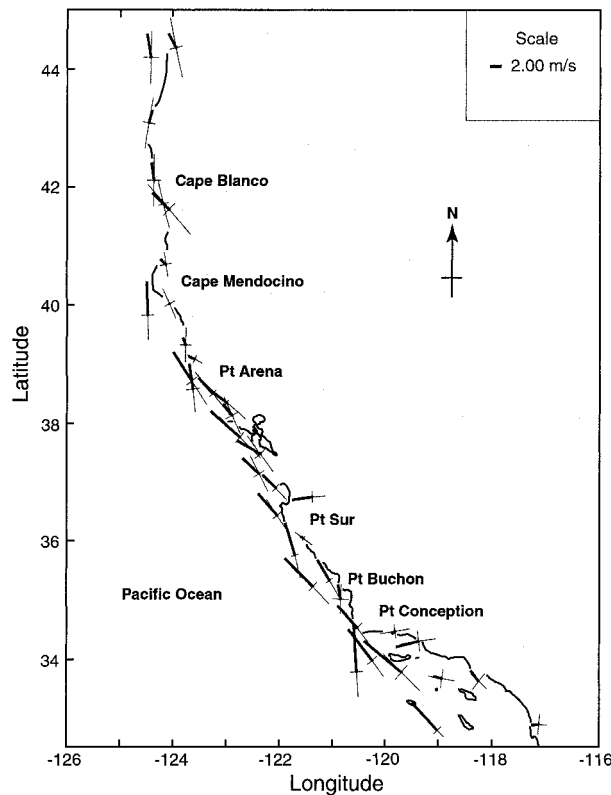 Scale
2.00 m/s
N
Cape Blanco
Cape Mendocino
Pt Arena
Pt Sur
Pt Buchon
Pt Conception
Pacific Ocean
Latitude
44
42
40
38
36
34
-126 -124 -122 -120 -118 -116
Longitude